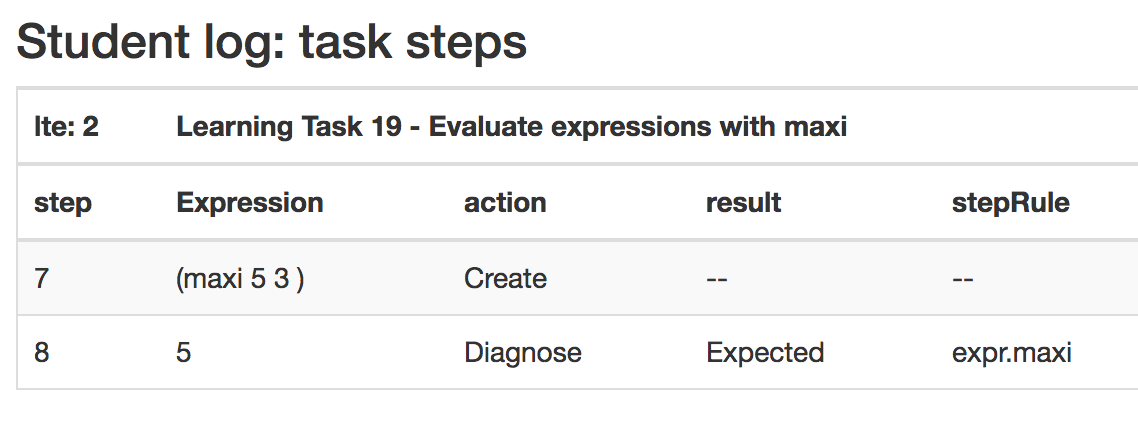 Student log: task steps
Ite: 2 Learning Task 19 - Evaluate expressions with maxi
step Expression action result stepRule
7 (maxi 5 3 ) Create -- --
8 5 Diagnose Expected expr.maxi